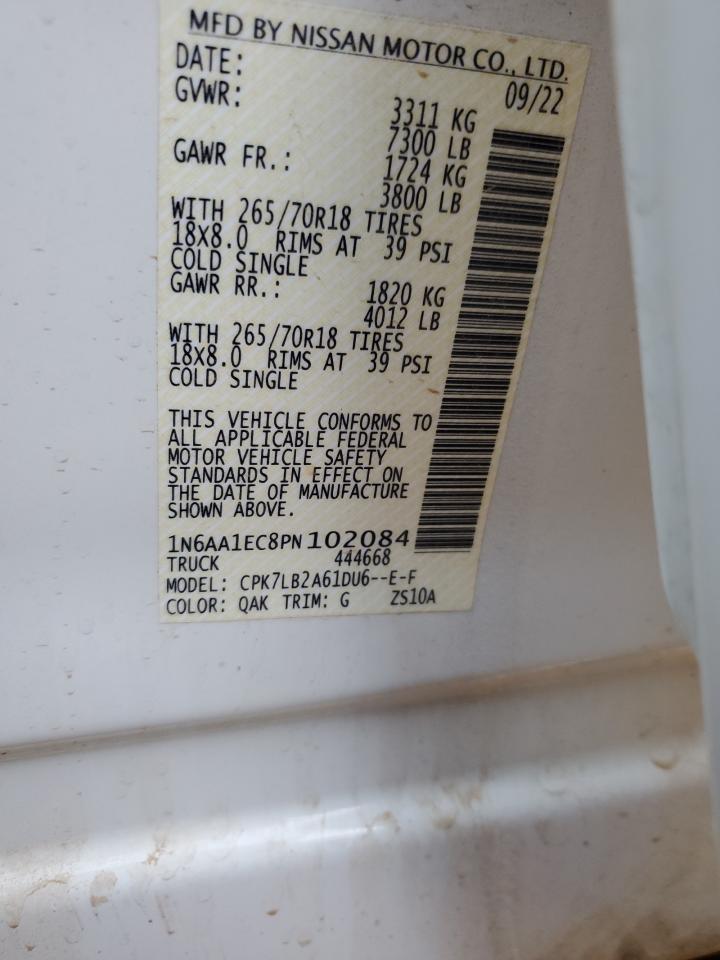 MFD BY NISSAN MOTOR CO., LTD.
DATE: 09/22
GVWR: 3311 KG
7300 LB
GAWR FR.: 1724 KG
3800 LB
WITH 265/70R18 TIRES
18X8.0 RIMS AT 39 PSI
COLD SINGLE
GAWR RR.: 1820 KG
4012 LB
WITH 265/70R18 TIRES
18X8.0 RIMS AT 39 PSI
COLD SINGLE
THIS VEHICLE CONFORMS TO
ALL APPLICABLE FEDERAL
MOTOR VEHICLE SAFETY
STANDARDS IN EFFECT ON
THE DATE OF MANUFACTURE
SHOWN ABOVE.
1N6AA1EC8PN102084
TRUCK 444668
MODEL: CPK7LB2A61DU6--E-F
COLOR: QAK TRIM: G ZS10A